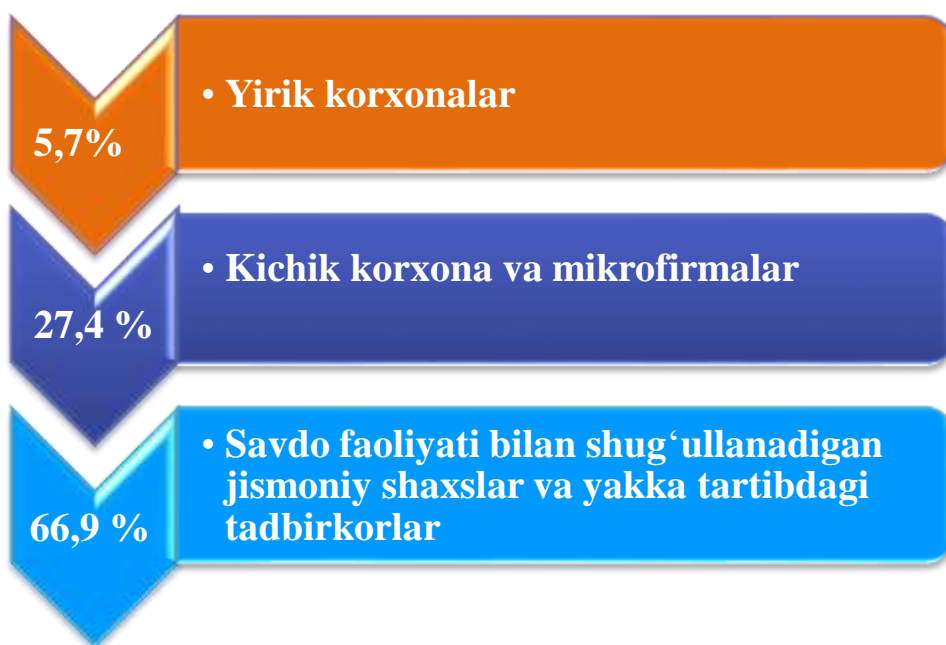 5,7%
• Yirik korxonalar
27,4 %
• Kichik korxona va mikrofirmalar
66,9 %
• Savdo faoliyati bilan shug‘ullanadigan
jismoniy shaxslar va yakka tartibdagi
tadbirkorlar